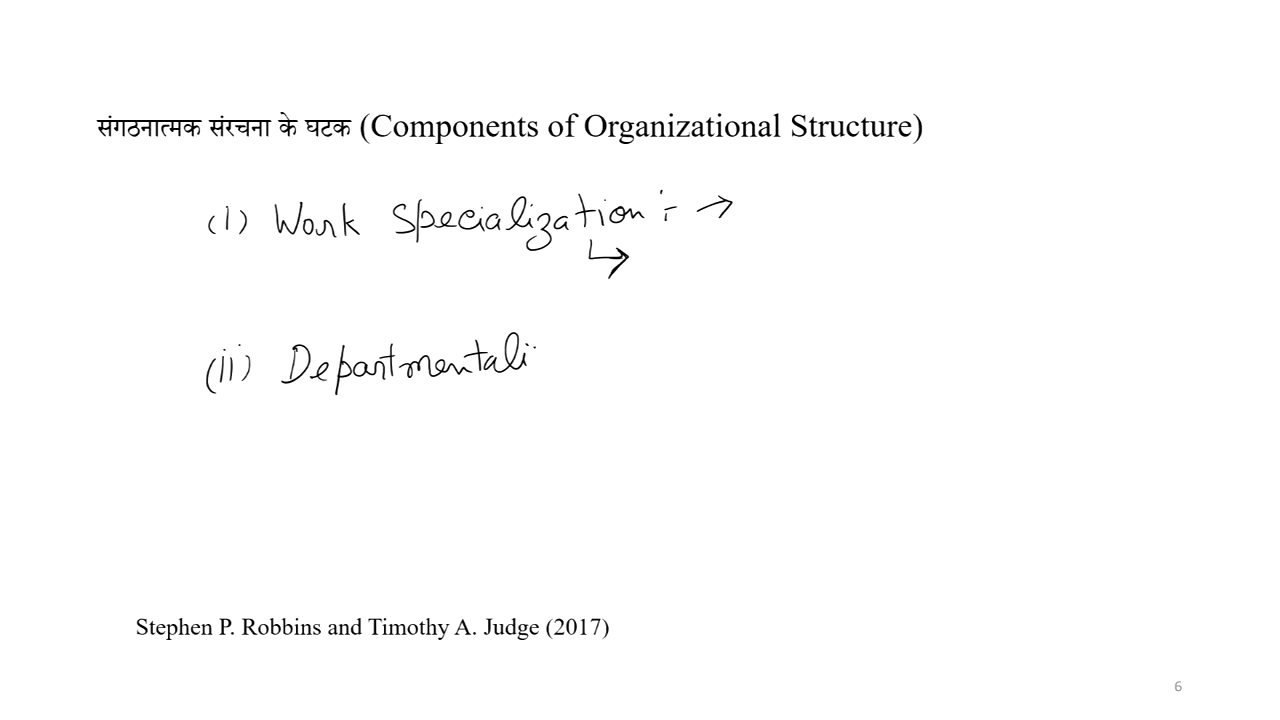 संगठनात्मक संरचना के घटक (Components of Organizational Structure)
(i) Work Specialization :- →
↳
(ii) Departmentali
Stephen P. Robbins and Timothy A. Judge (2017)
6